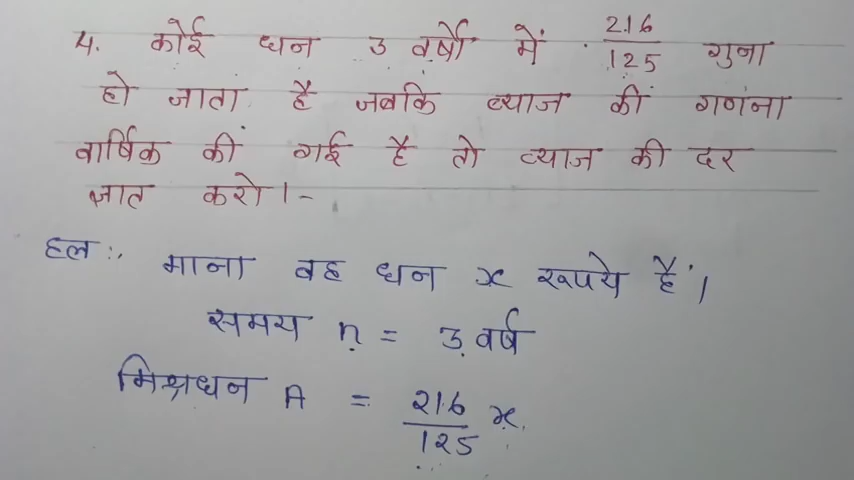 4. कोई धन 3 वर्षो में 216/125 गुना
हो जाता है जबकि ब्याज की गणना
वार्षिक की गई है तो ब्याज की दर
ज्ञात करो।-
हल:. माना वह धन x रूपये है।
समय n = 3 वर्ष
मिश्रधन A = 216/125 x